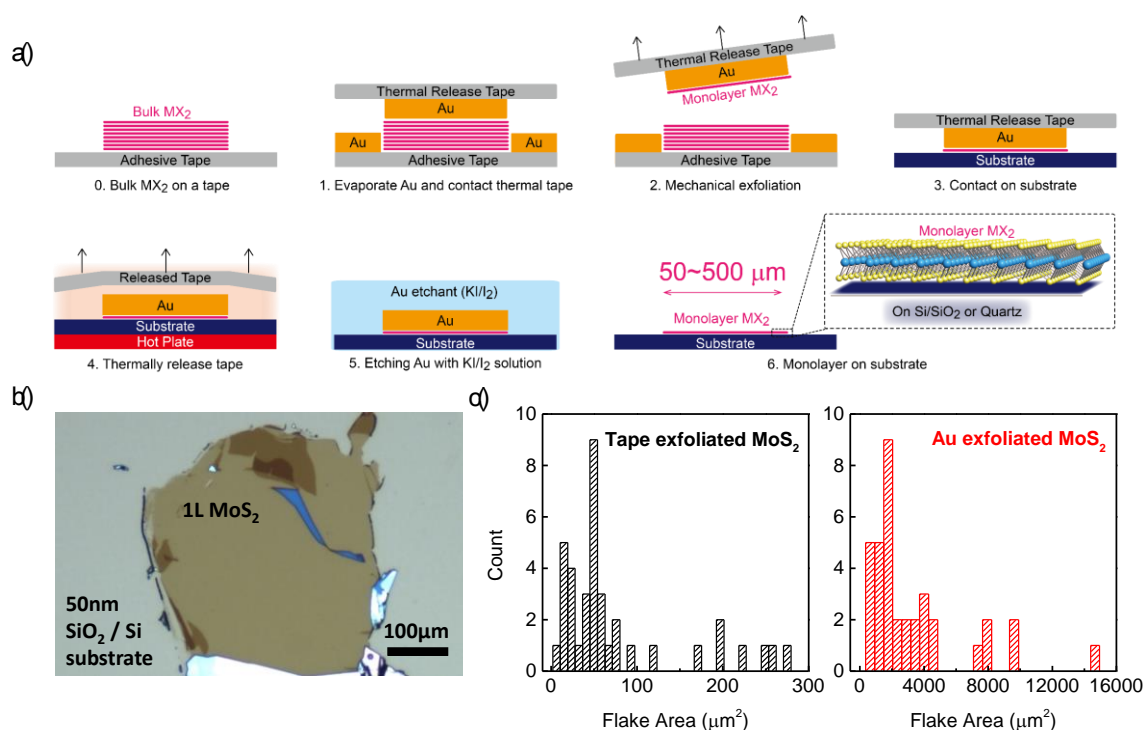 a)
Bulk MX₂
Adhesive Tape
0. Bulk MX₂ on a tape
Thermal Release Tape
Au
Au
Au
Adhesive Tape
1. Evaporate Au and contact thermal tape
Thermal Release Tape
Au
Monolayer MX₂
Adhesive Tape
2. Mechanical exfoliation
Thermal Release Tape
Au
Substrate
3. Contact on substrate
Released Tape
Au
Substrate
Hot Plate
4. Thermally release tape
Au etchant (KI/I₂)
Au
Substrate
5. Etching Au with KI/I₂ solution
50~500 μm
Monolayer MX₂
Substrate
Monolayer MX₂
On Si/SiO₂ or Quartz
6. Monolayer on substrate
b)
1L MoS₂
50nm
SiO₂ / Si
substrate
100μm
c)
Tape exfoliated MoS₂
10
8
6
4
2
0
Count
0 100 200 300
Flake Area (μm²)
Au exfoliated MoS₂
10
8
6
4
2
0
0 4000 8000 12000 16000
Flake Area (μm²)